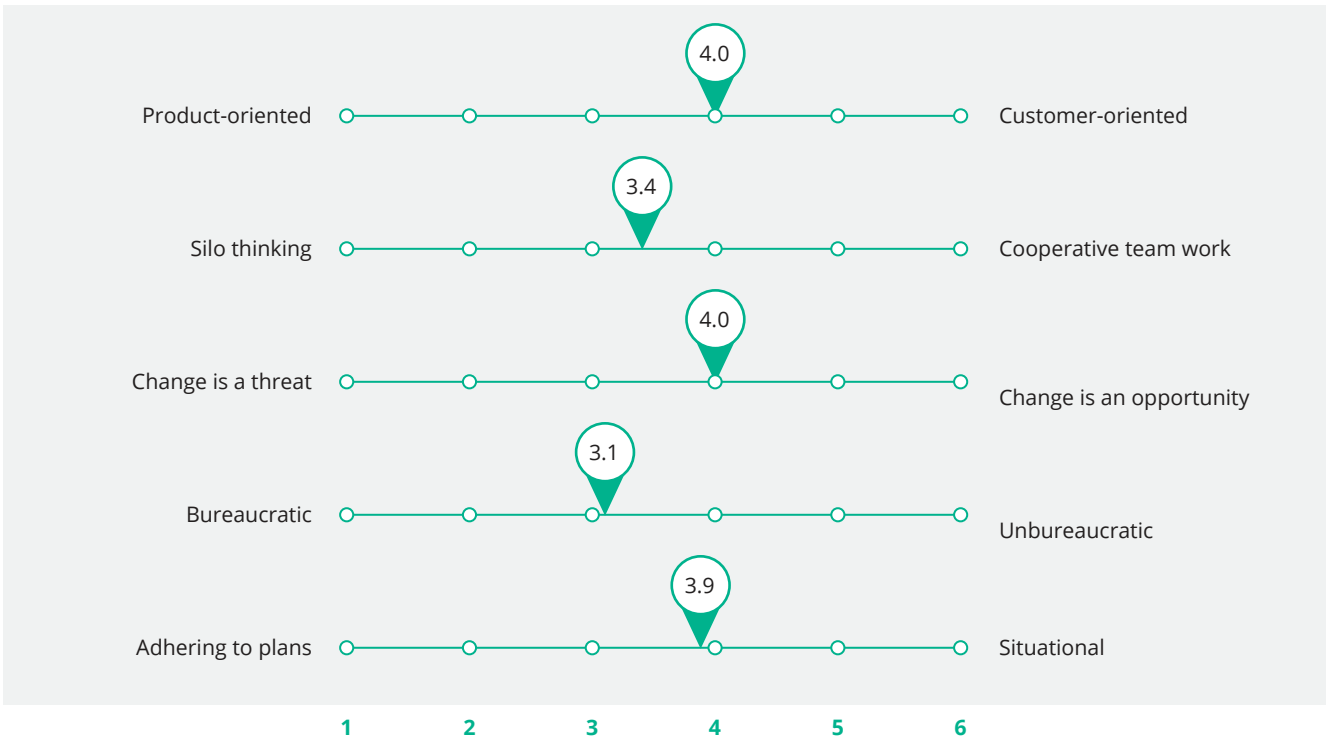 4.0
Product-oriented
Customer-oriented
3.4
Silo thinking
Cooperative team work
4.0
Change is a threat
Change is an opportunity
3.1
Bureaucratic
Unbureaucratic
3.9
Adhering to plans
Situational
1 2 3 4 5 6